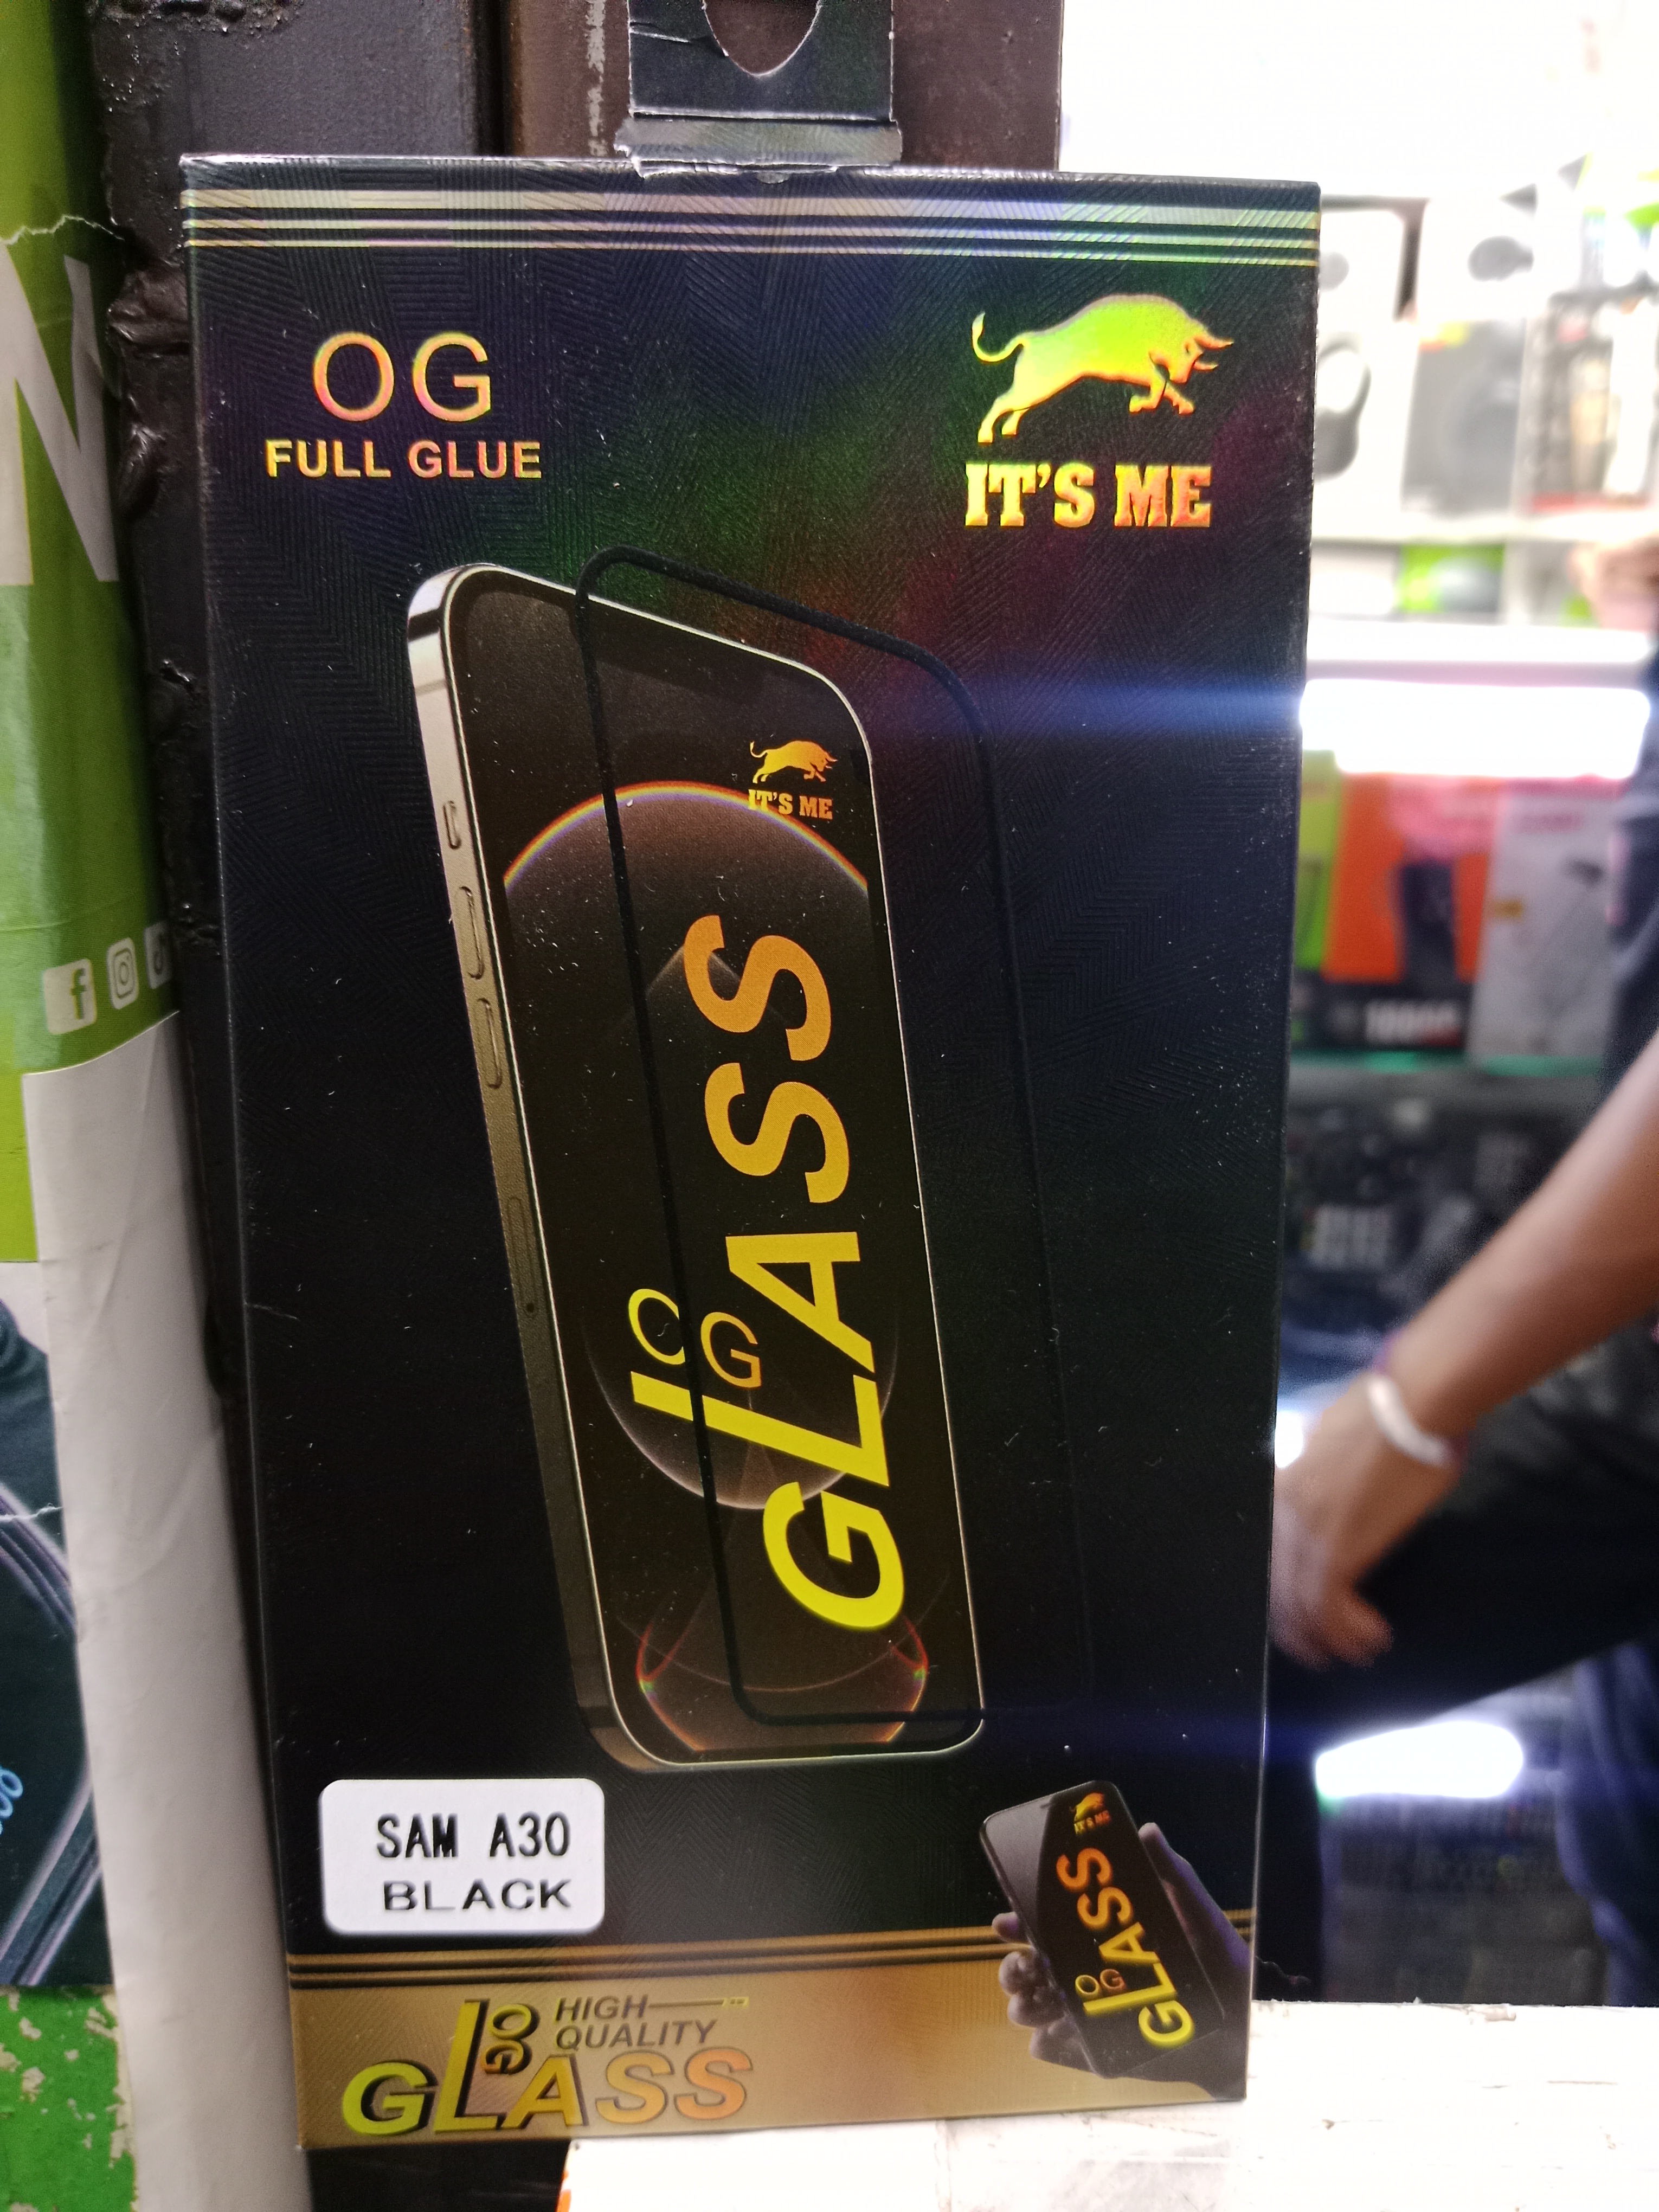 OG
FULL GLUE
IT'S ME
IT'S ME
OG
GLASS
SAM A30
BLACK
IT'S ME
OG
GLASS
OG
HIGH
QUALITY
GLASS
N
f